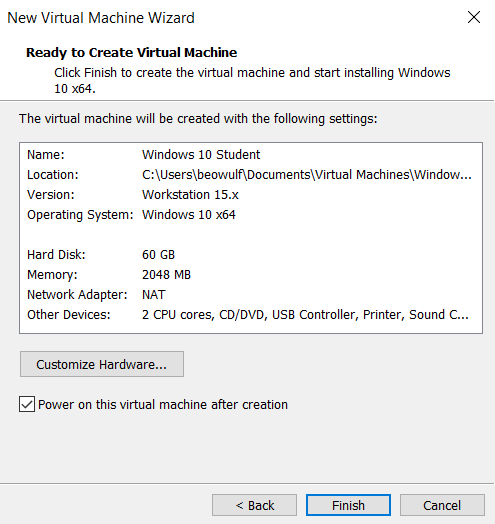 New Virtual Machine Wizard
Ready to Create Virtual Machine
Click Finish to create the virtual machine and start installing Windows
10 x64.
The virtual machine will be created with the following settings:
Name: Windows 10 Student
Location: C:\Users\beowulf\Documents\Virtual Machines\Window...
Version: Workstation 15.x
Operating System: Windows 10 x64
Hard Disk: 60 GB
Memory: 2048 MB
Network Adapter: NAT
Other Devices: 2 CPU cores, CD/DVD, USB Controller, Printer, Sound C...
Customize Hardware...
Power on this virtual machine after creation
< Back Finish Cancel